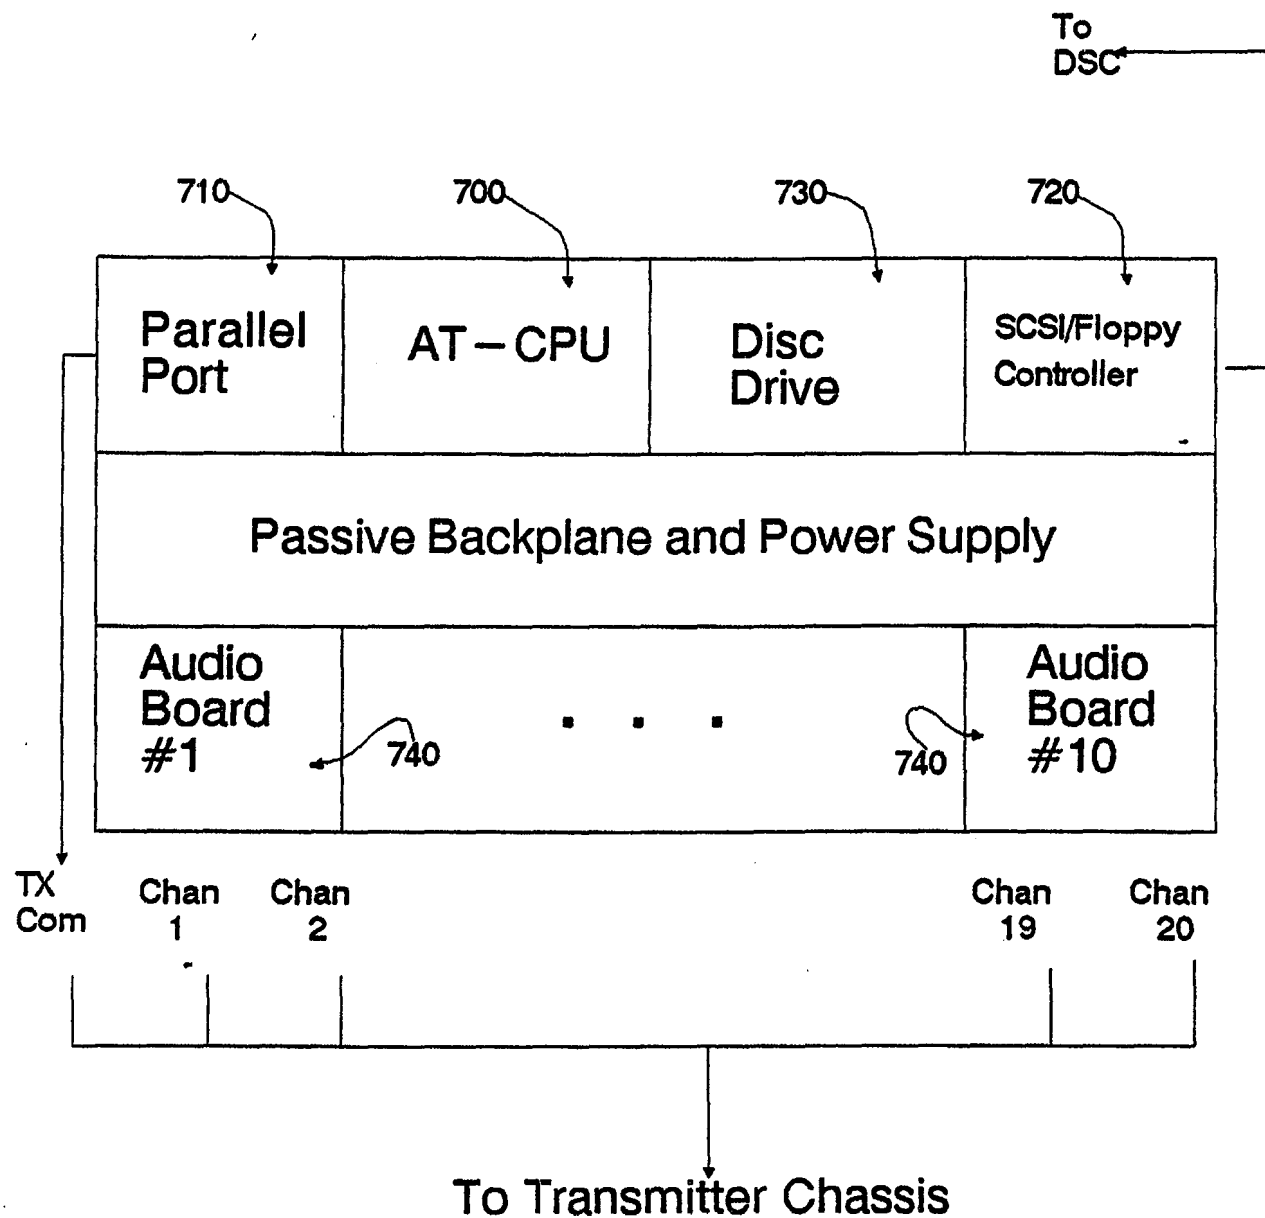 To
DSC
710
700
730
720
Parallel
Port
AT-CPU
Disc
Drive
SCSI/Floppy
Controller
Passive Backplane and Power Supply
Audio
Board
#1
740
. . .
740
Audio
Board
#10
TX
Com
Chan
1
Chan
2
Chan
19
Chan
20
To Transmitter Chassis